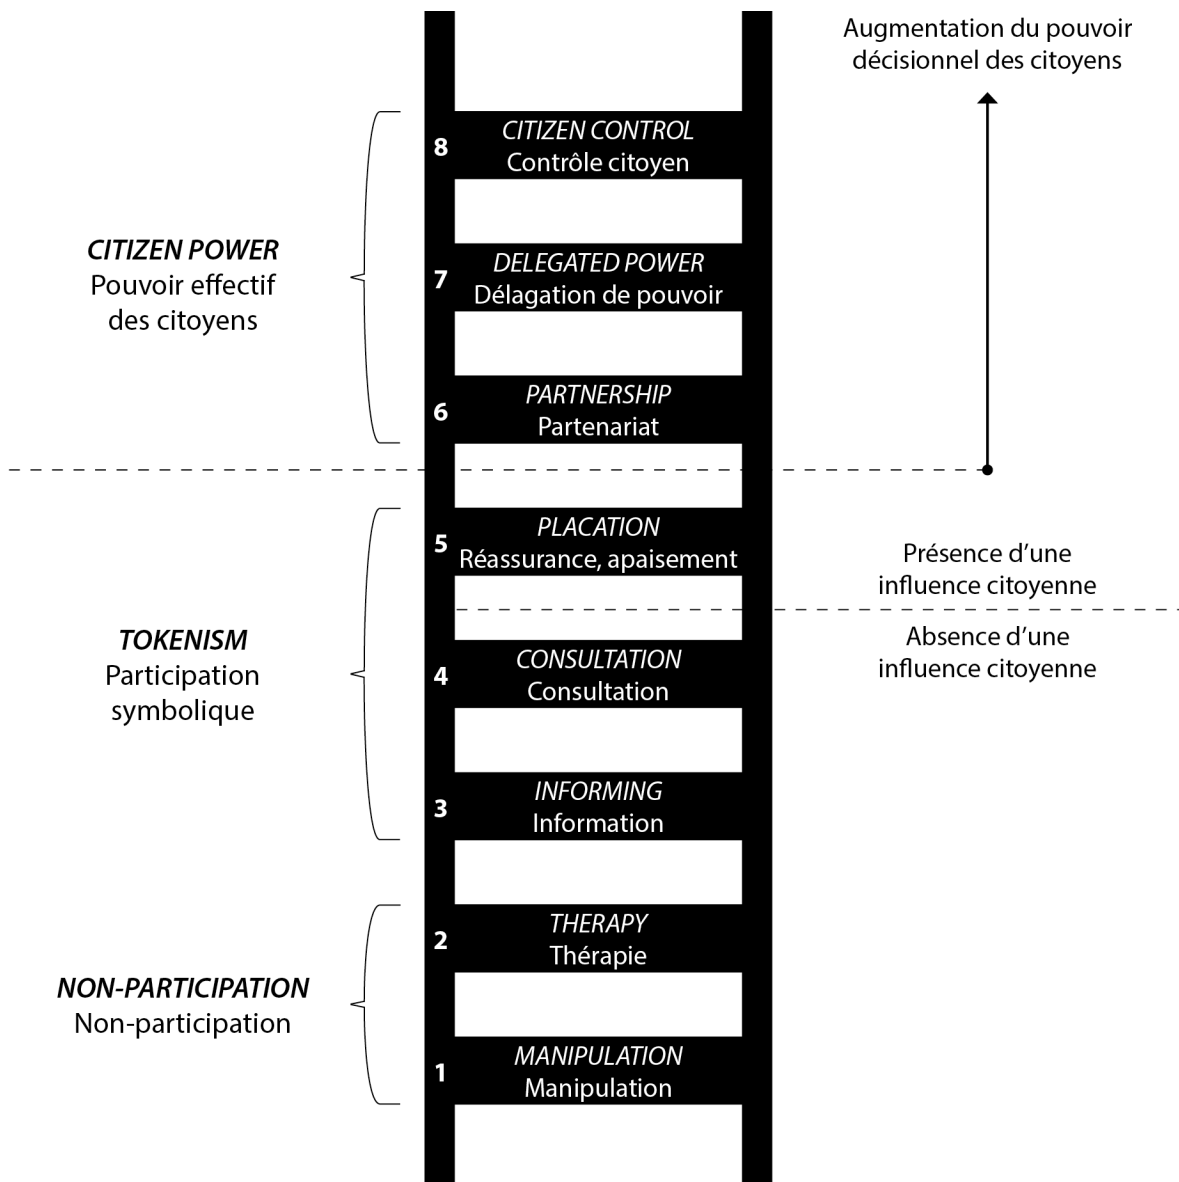 Augmentation du pouvoir
décisionnel des citoyens
8
CITIZEN CONTROL
Contrôle citoyen
CITIZEN POWER
Pouvoir effectif
des citoyens
7
DELEGATED POWER
Délagation de pouvoir
6
PARTNERSHIP
Partenariat
5
PLACATION
Réassurance, apaisement
Présence d’une
influence citoyenne
Absence d’une
influence citoyenne
TOKENISM
Participation
symbolique
4
CONSULTATION
Consultation
3
INFORMING
Information
2
THERAPY
Thérapie
NON-PARTICIPATION
Non-participation
1
MANIPULATION
Manipulation